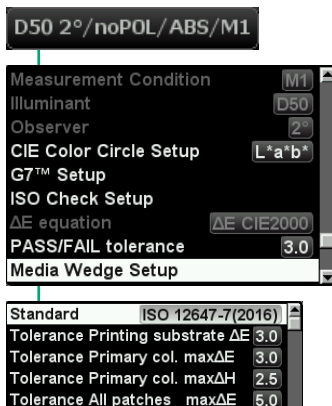 D50 2°/noPOL/ABS/M1
Measurement Condition M1
Illuminant D50
Observer 2°
CIE Color Circle Setup L*a*b*
G7™ Setup
ISO Check Setup
ΔE equation ΔE CIE2000
PASS/FAIL tolerance 3.0
Media Wedge Setup
Standard ISO 12647-7(2016)
Tolerance Printing substrate ΔE 3.0
Tolerance Primary col. maxΔE 3.0
Tolerance Primary col. maxΔH 2.5
Tolerance All patches maxΔE 5.0